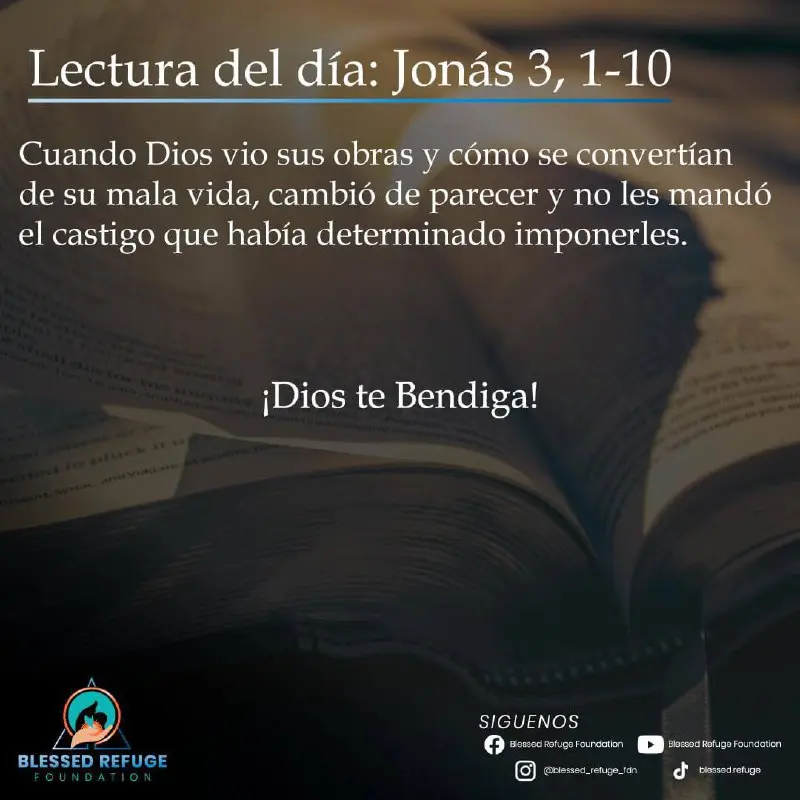 Lectura del día: Jonás 3, 1-10
Cuando Dios vio sus obras y cómo se convertían
de su mala vida, cambió de parecer y no les mandó
el castigo que había determinado imponerles.
¡Dios te Bendiga!
BLESSED REFUGE
FOUNDATION
SIGUENOS
Blessed Refuge Foundation
Blessed Refuge Foundation
@blessed_refuge_fdn
blessed.refuge